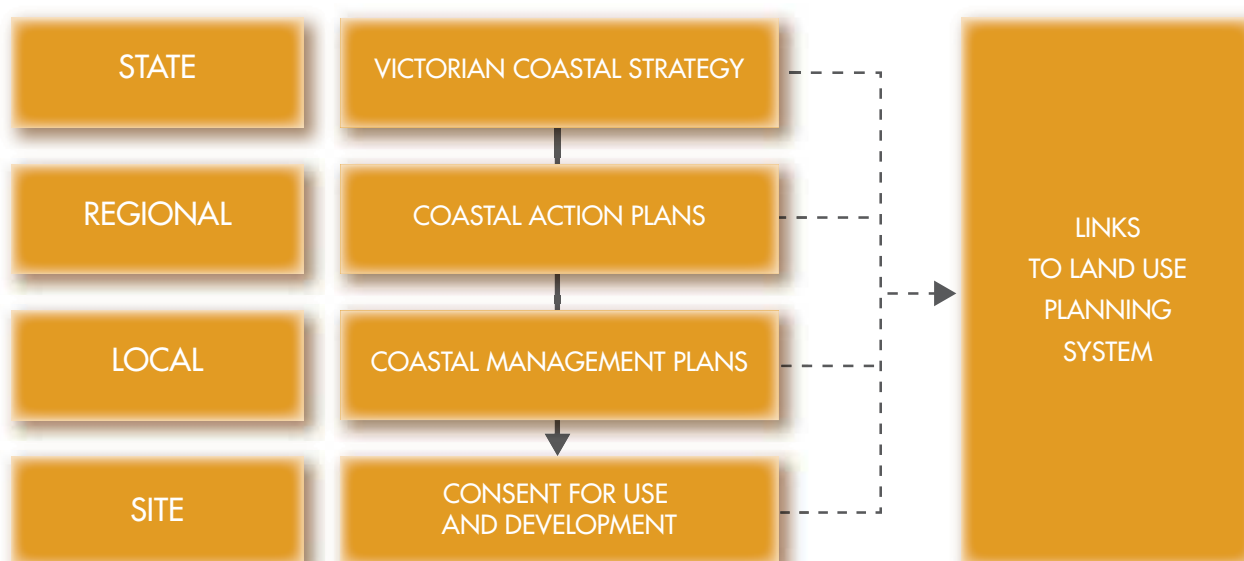 STATE
VICTORIAN COASTAL STRATEGY
REGIONAL
COASTAL ACTION PLANS
LOCAL
COASTAL MANAGEMENT PLANS
SITE
CONSENT FOR USE
AND DEVELOPMENT
LINKS
TO LAND USE
PLANNING
SYSTEM